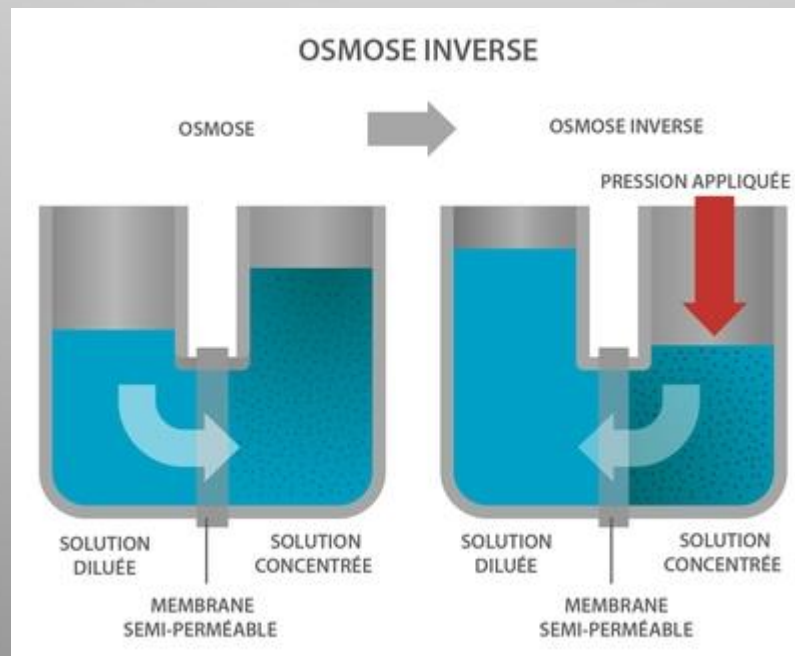 OSMOSE INVERSE
OSMOSE
OSMOSE INVERSE
PRESSION APPLIQUÉE
SOLUTION
DILUÉE
SOLUTION
CONCENTRÉE
MEMBRANE
SEMI-PERMÉABLE
SOLUTION
DILUÉE
SOLUTION
CONCENTRÉE
MEMBRANE
SEMI-PERMÉABLE